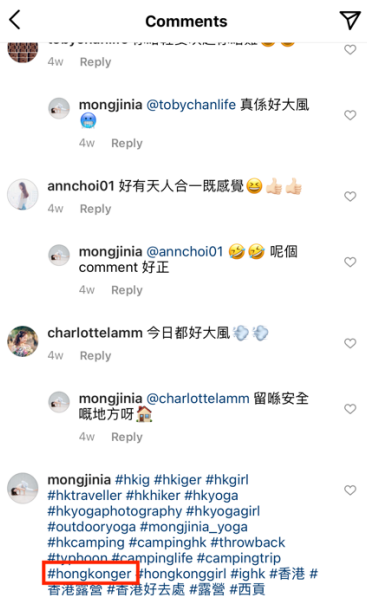 Comments
tobychanlife
4w Reply
mongjinia @tobychanlife 真係好大風
🥶
4w Reply
annchoi01 好有天人合一既感覺😆👍🏻👍🏻
4w Reply
mongjinia @annchoi01 🤣🤣 呢個
comment 好正
4w Reply
charlottelamm 今日都好大風💨💨
4w Reply
mongjinia @charlottelamm 留喺安全
嘅地方呀🏠
4w Reply
mongjinia #hkig #hkiger #hkgirl
#hktraveller #hkhiker #hkyoga
#hkyogaphotography #hkyogagirl
#outdooryoga #mongjinia_yoga
#hkcamping #campinghk #throwback
#typhoon #campinglife #campingtrip
#hongkonger #hongkonggirl #ighk #香港 #
香港露營 #香港好去處 #露營 #西貢